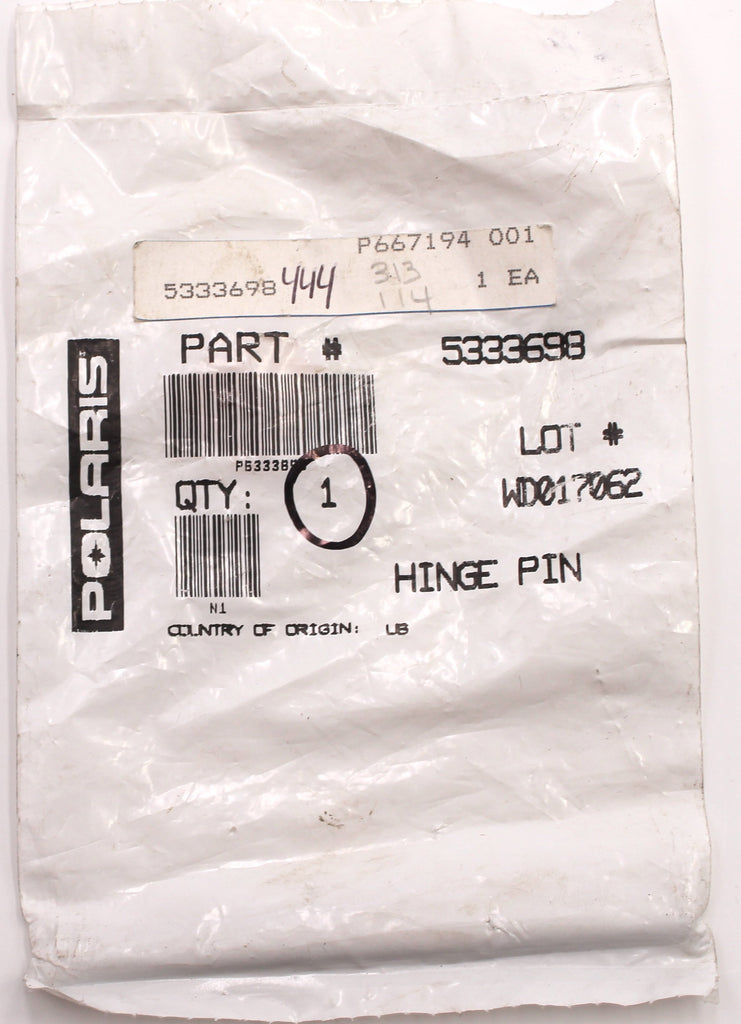 P667194 001
5333698 444 313 1 EA
114
POLARIS
PART # 5333698
LOT #
QTY: 1 WD017062
HINGE PIN
N1
COUNTRY OF ORIGIN: US